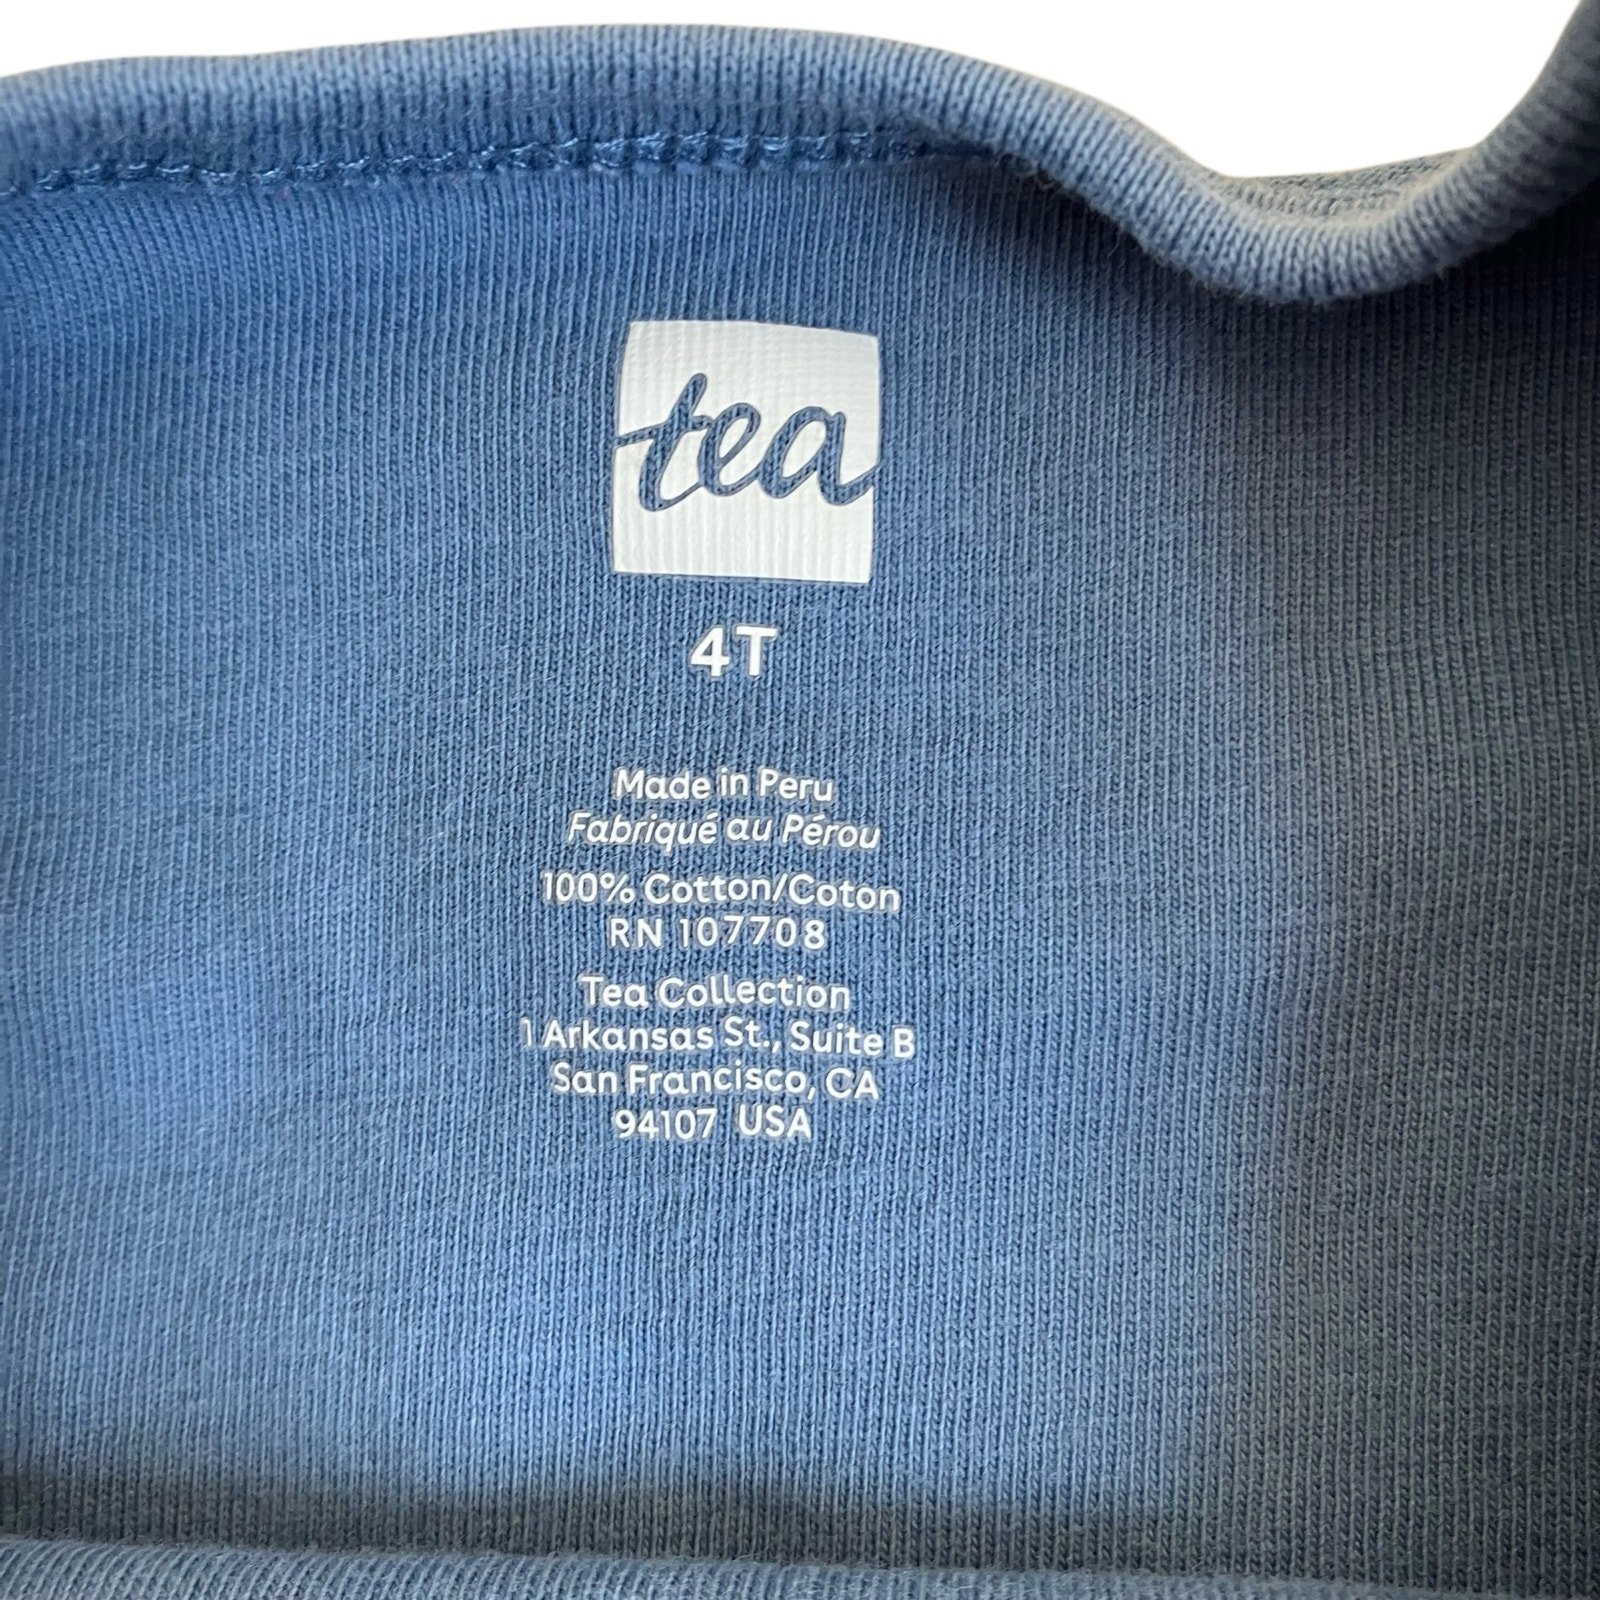 tea
4T
Made in Peru
Fabriqué au Pérou
100% Cotton/Coton
RN 107708
Tea Collection
1 Arkansas St., Suite B
San Francisco, CA
94107 USA